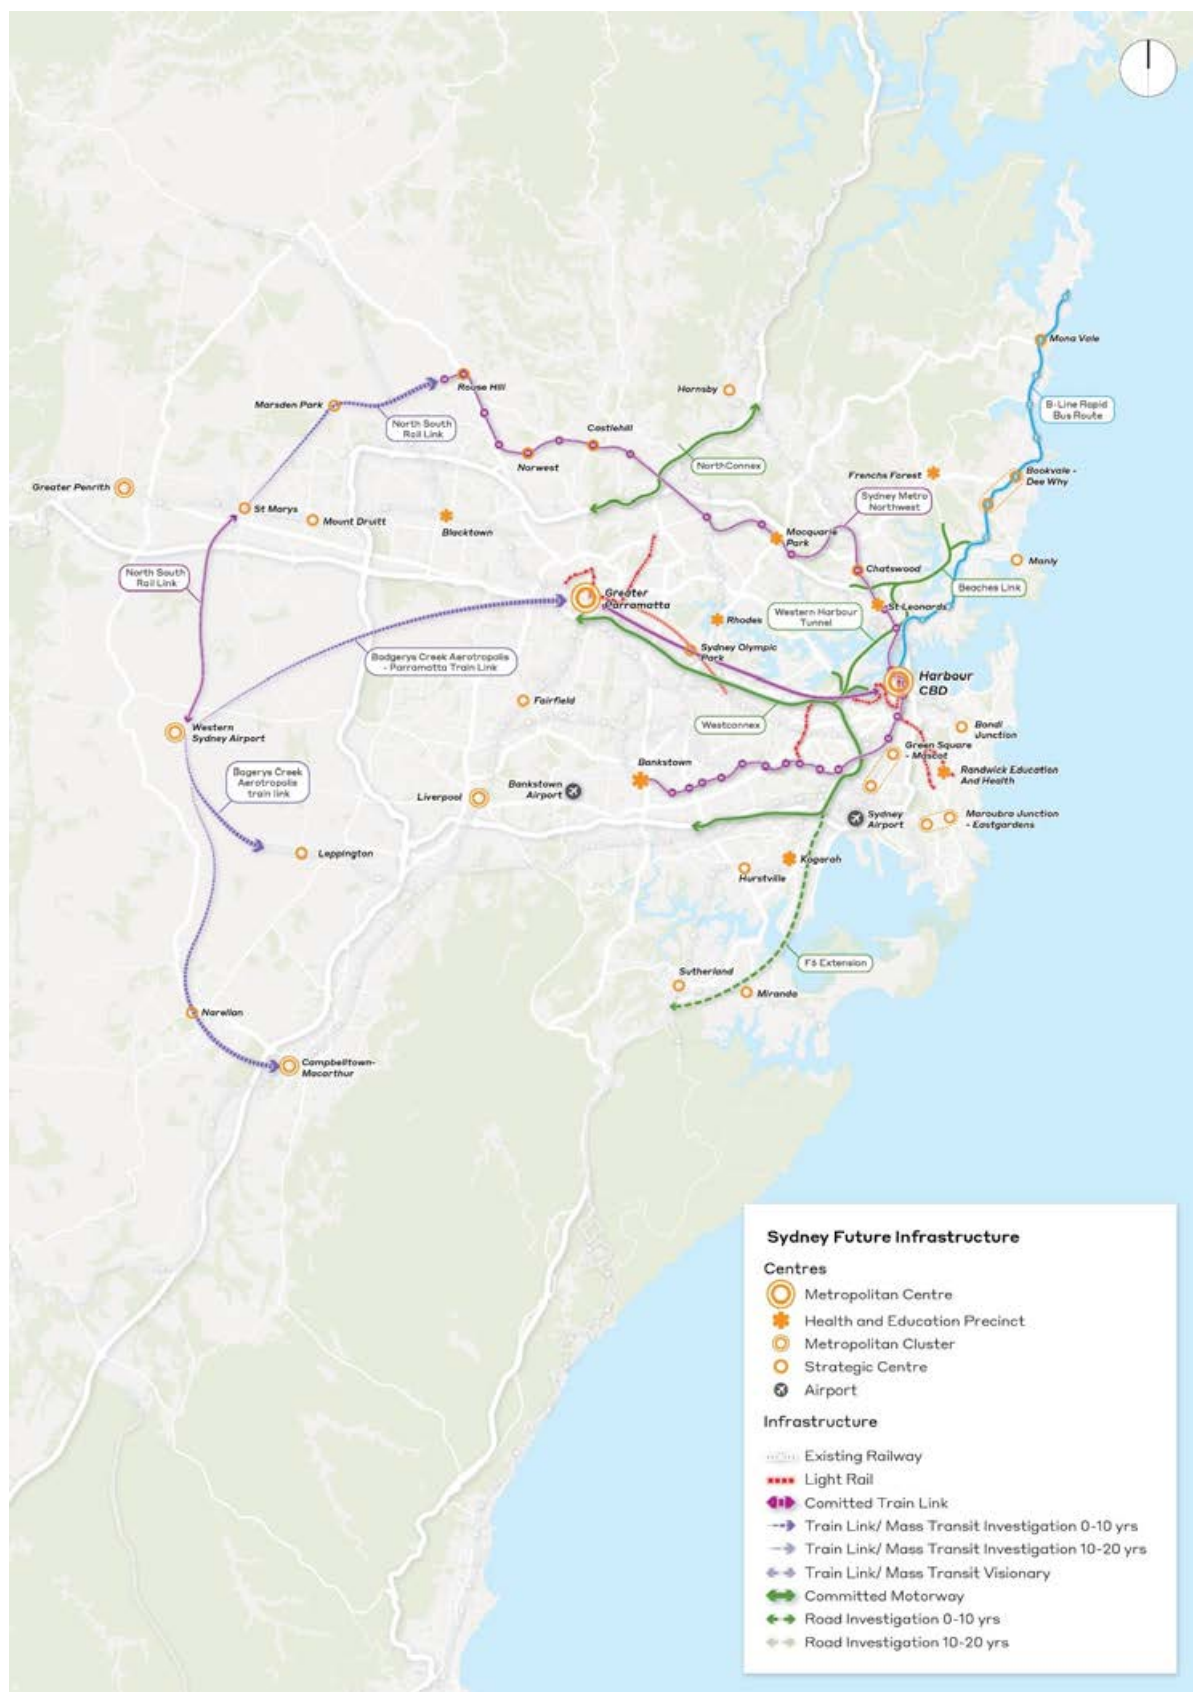 Mona Vale
B-Line Rapid
Bus Route
Rouse Hill
Hornsby
Marsden Park
North South
Rail Link
Castlehill
Norwest
NorthConnex
Frenchs Forest
Bookvale -
Dee Why
Greater Penrith
Sydney Metro
Northwest
St Marys
Mount Druitt
Blacktown
Macquarie
Park
Manly
Chatswood
North South
Rail Link
Beaches Link
Greater
Parramatta
Rhodes
Western Harbour
Tunnel
St Leonards
Badgerys Creek Aerotropolis
- Parramatta Train Link
Sydney Olympic
Park
Harbour
CBD
Fairfield
Westconnex
Western
Sydney Airport
Bondi
Junction
Green Square
- Mascot
Bagerys Creek
Aerotropolis
train link
Bankstown
Randwick Education
And Health
Liverpool
Bankstown
Airport
Sydney
Airport
Maroubra Junction
- Eastgardens
Leppington
Kogarah
Hurstville
F6 Extension
Sutherland
Miranda
Narellan
Campbelltown-
Macarthur
Sydney Future Infrastructure
Centres
Metropolitan Centre
Health and Education Precinct
Metropolitan Cluster
Strategic Centre
Airport
Infrastructure
Existing Railway
Light Rail
Comitted Train Link
Train Link/ Mass Transit Investigation 0-10 yrs
Train Link/ Mass Transit Investigation 10-20 yrs
Train Link/ Mass Transit Visionary
Committed Motorway
Road Investigation 0-10 yrs
Road Investigation 10-20 yrs